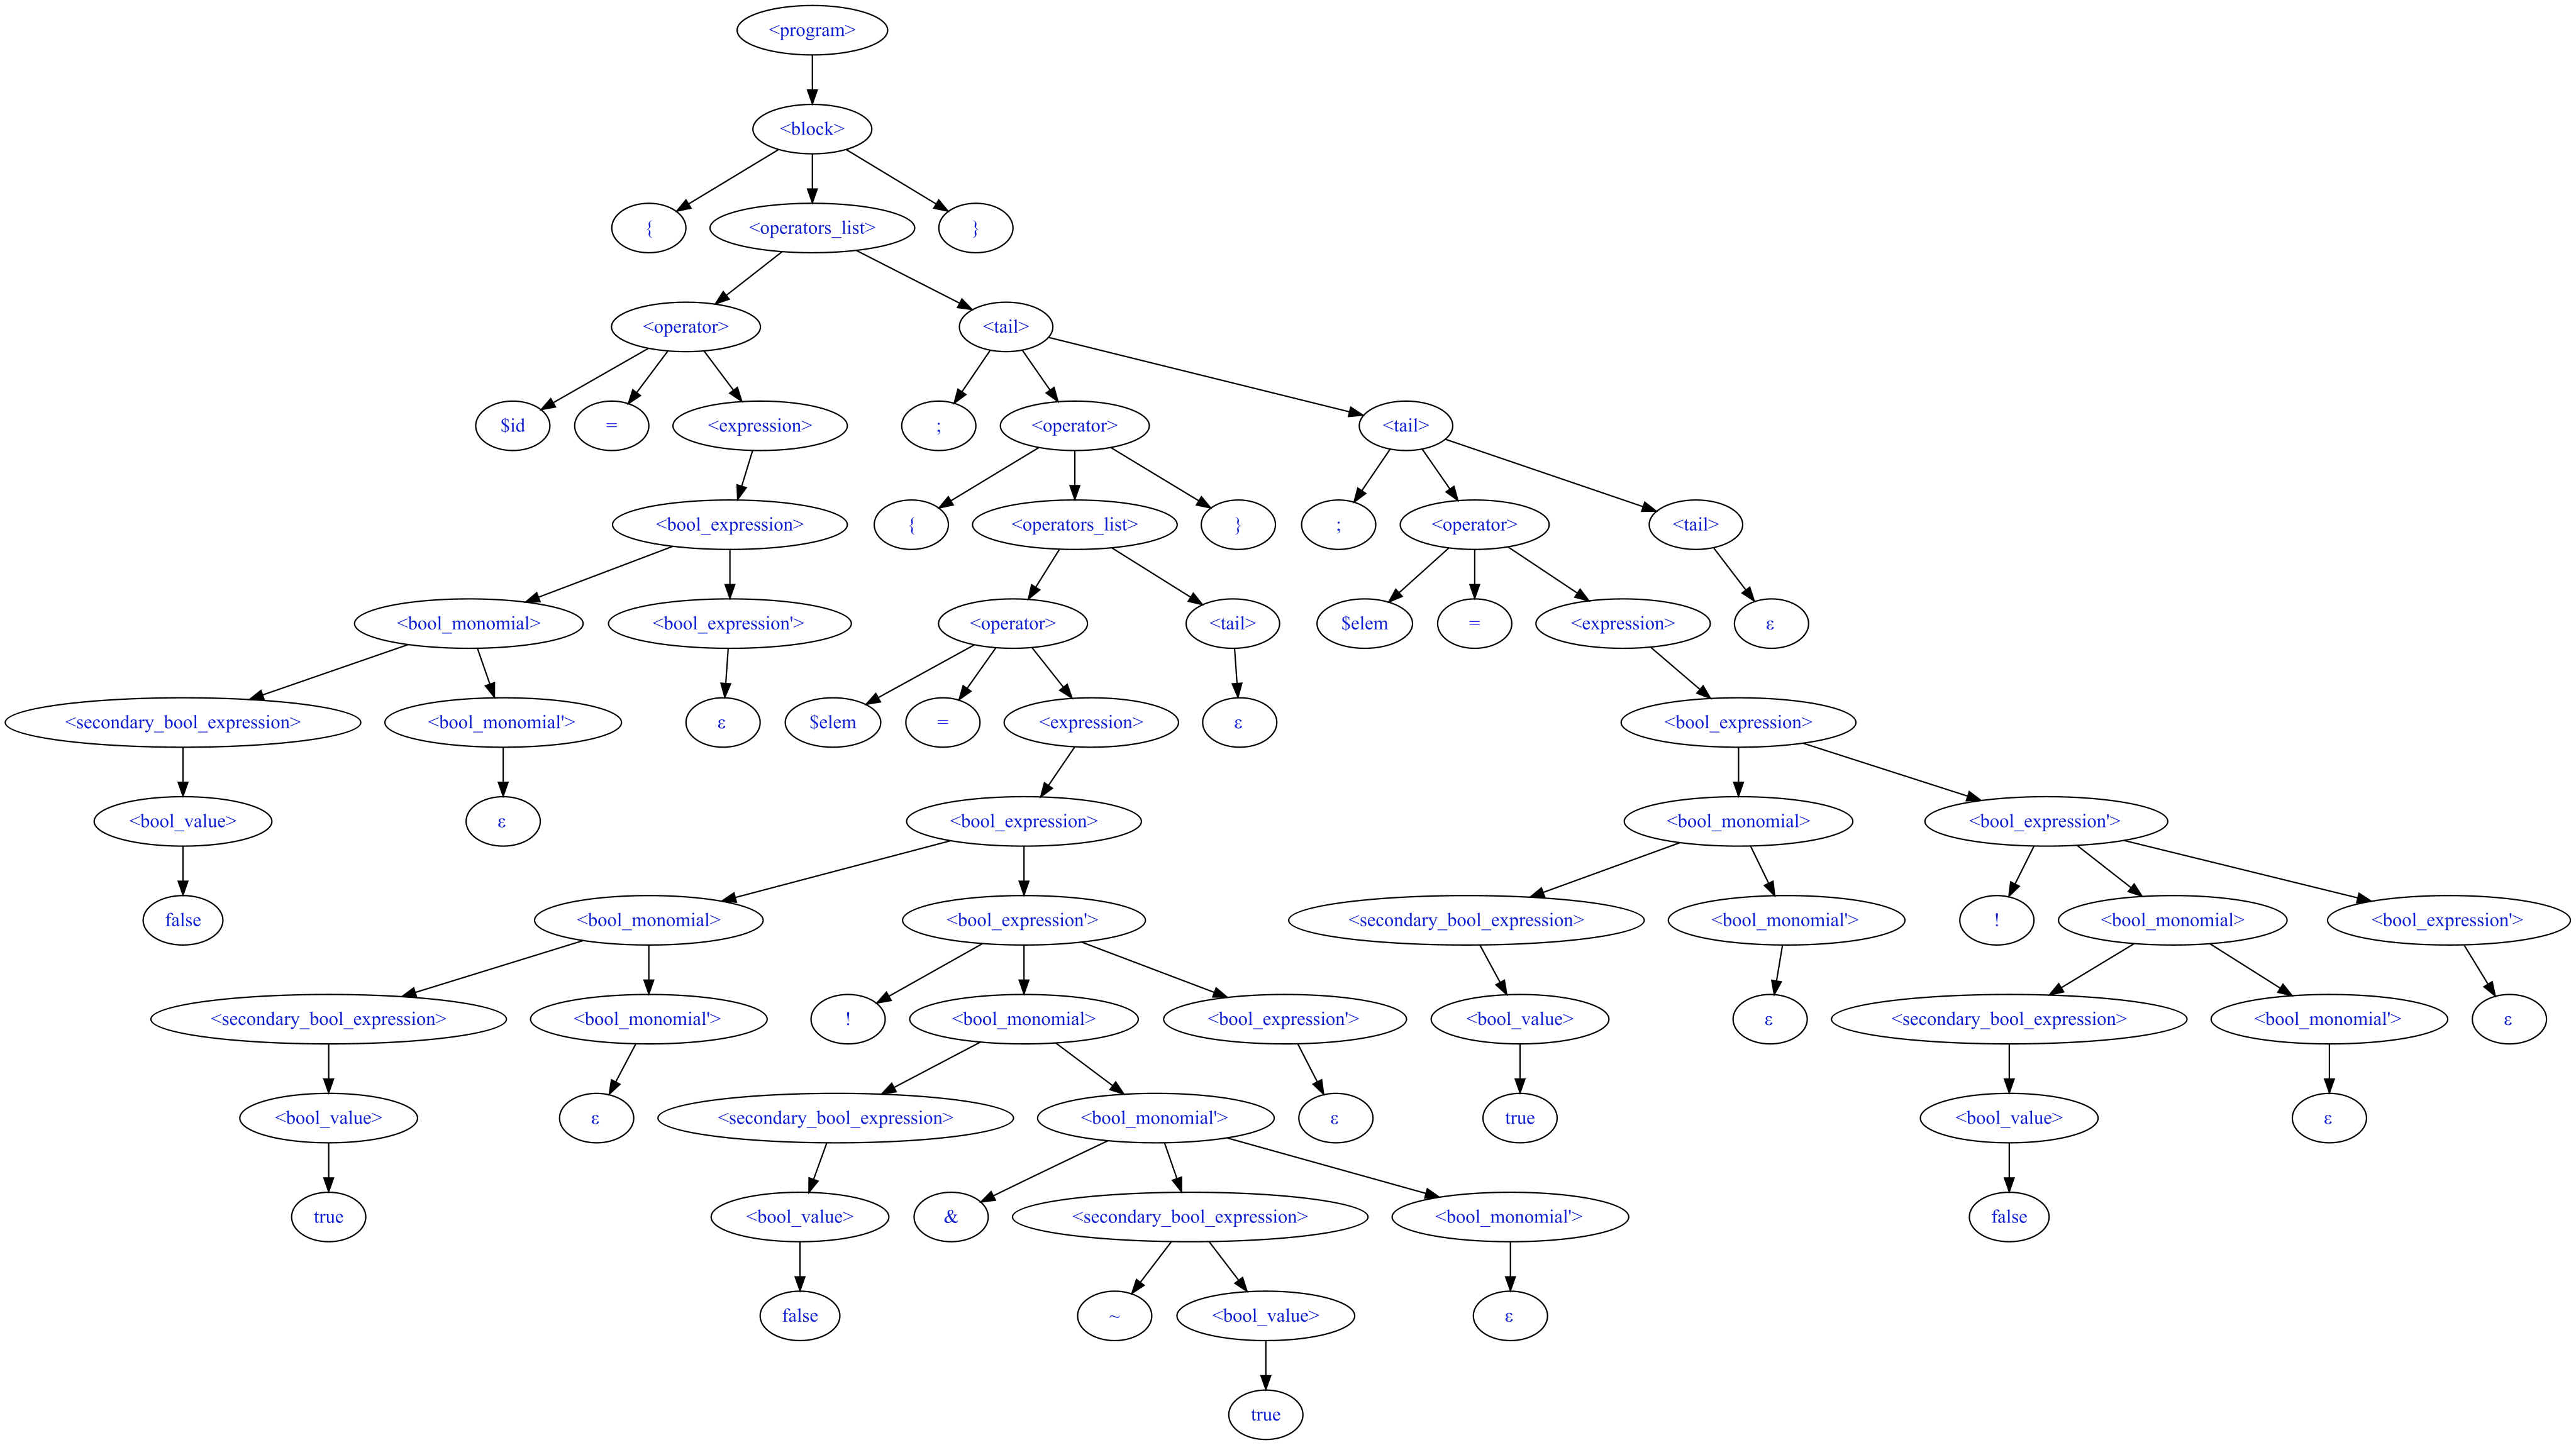 <program>
<block>
{ <operators_list> }
<operator> <tail>
$id = <expression> ; <operator> <tail>
<bool_expression> { <operators_list> } ; <operator> <tail>
<bool_monomial> <bool_expression'> <operator> <tail> $elem = <expression> ε
<secondary_bool_expression> <bool_monomial'> ε $elem = <expression> ε <bool_expression>
<bool_value> ε <bool_expression> <bool_monomial> <bool_expression'>
false <bool_monomial> <bool_expression'> <secondary_bool_expression> <bool_monomial'> ! <bool_monomial> <bool_expression'>
<secondary_bool_expression> <bool_monomial'> ! <bool_monomial> <bool_expression'> <bool_value> ε <secondary_bool_expression> <bool_monomial'> ε
<bool_value> ε <secondary_bool_expression> <bool_monomial'> ε true <bool_value> ε
true <bool_value> & <secondary_bool_expression> <bool_monomial'> false
false ~ <bool_value> ε
true